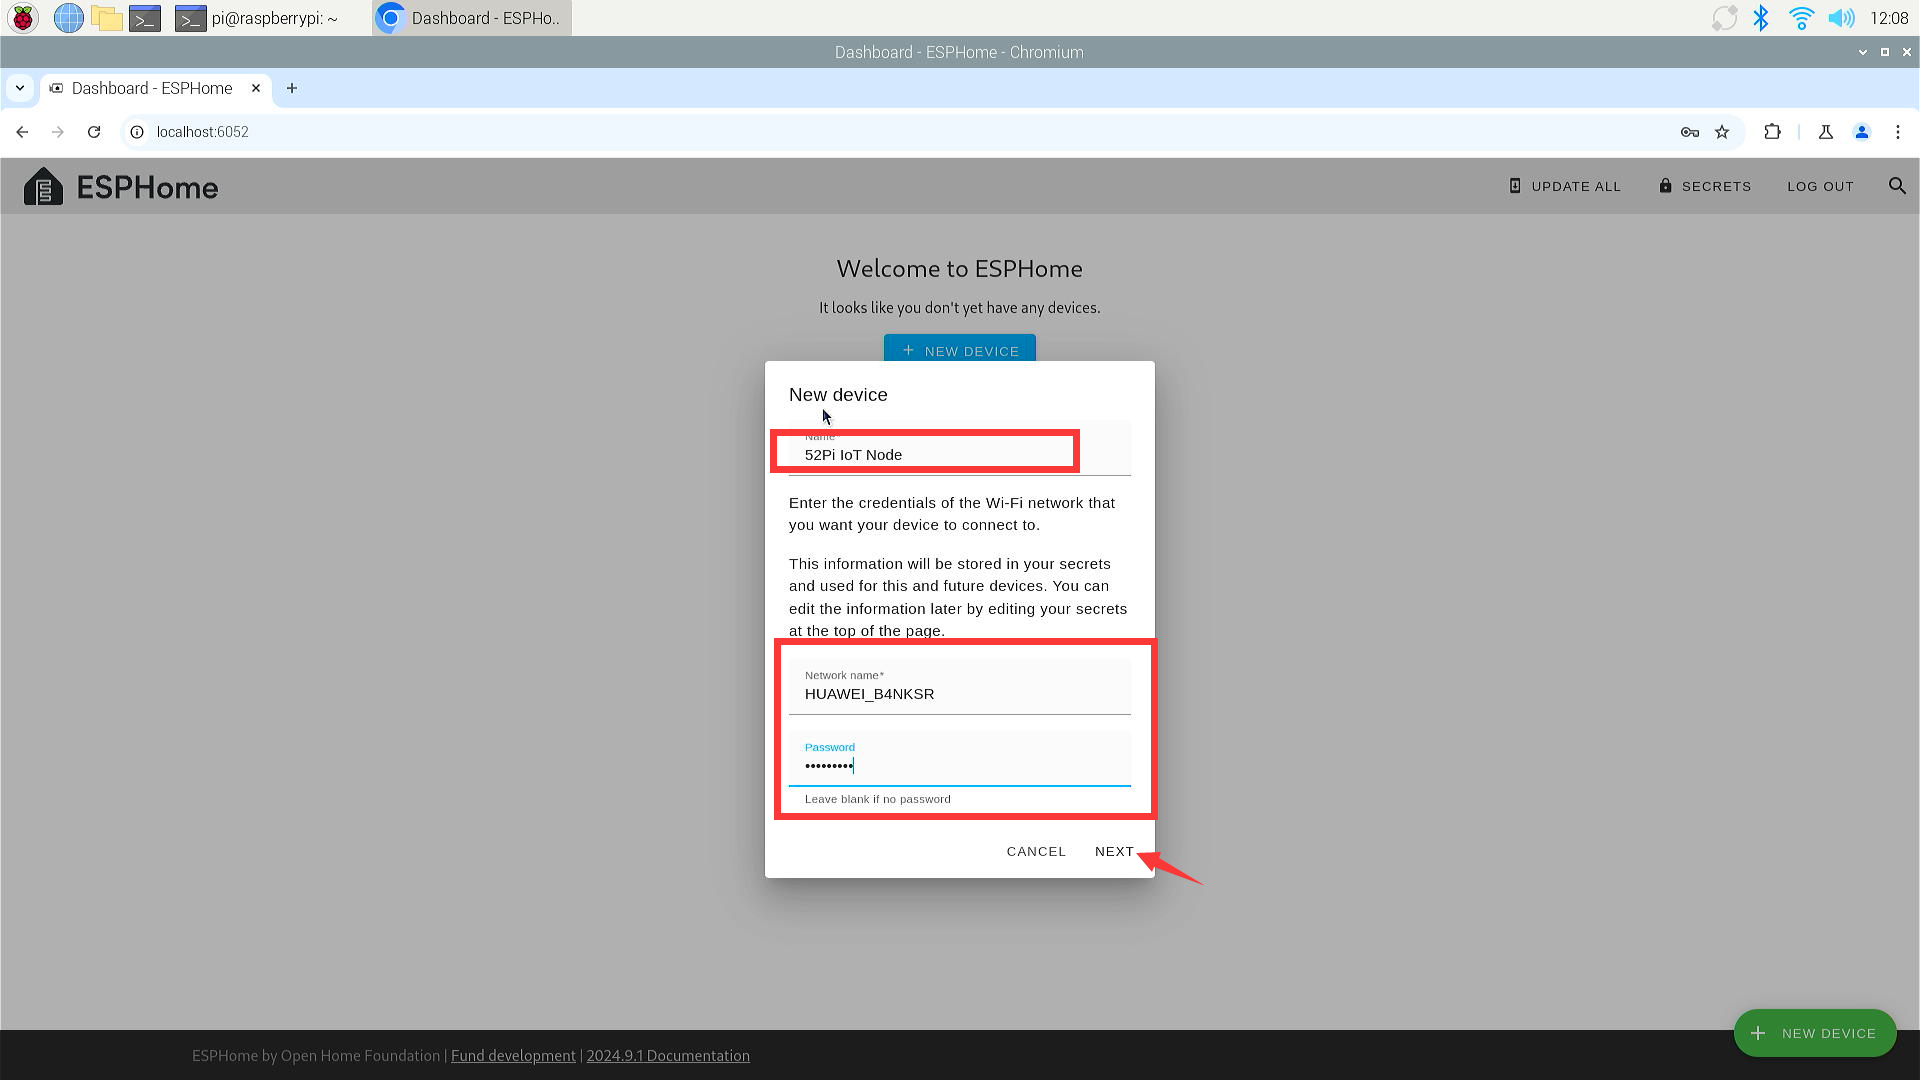 pi@raspberrypi: ~
Dashboard - ESPHo..
12:08
Dashboard - ESPHome - Chromium
Dashboard - ESPHome
localhost:6052
ESPHome
UPDATE ALL
SECRETS
LOG OUT
Welcome to ESPHome
It looks like you don't yet have any devices.
+ NEW DEVICE
New device
Name
52Pi IoT Node
Enter the credentials of the Wi-Fi network that
you want your device to connect to.
This information will be stored in your secrets
and used for this and future devices. You can
edit the information later by editing your secrets
at the top of the page.
Network name*
HUAWEI_B4NKSR
Password
•••••••••
Leave blank if no password
CANCEL
NEXT
+ NEW DEVICE
ESPHome by Open Home Foundation | Fund development | 2024.9.1 Documentation